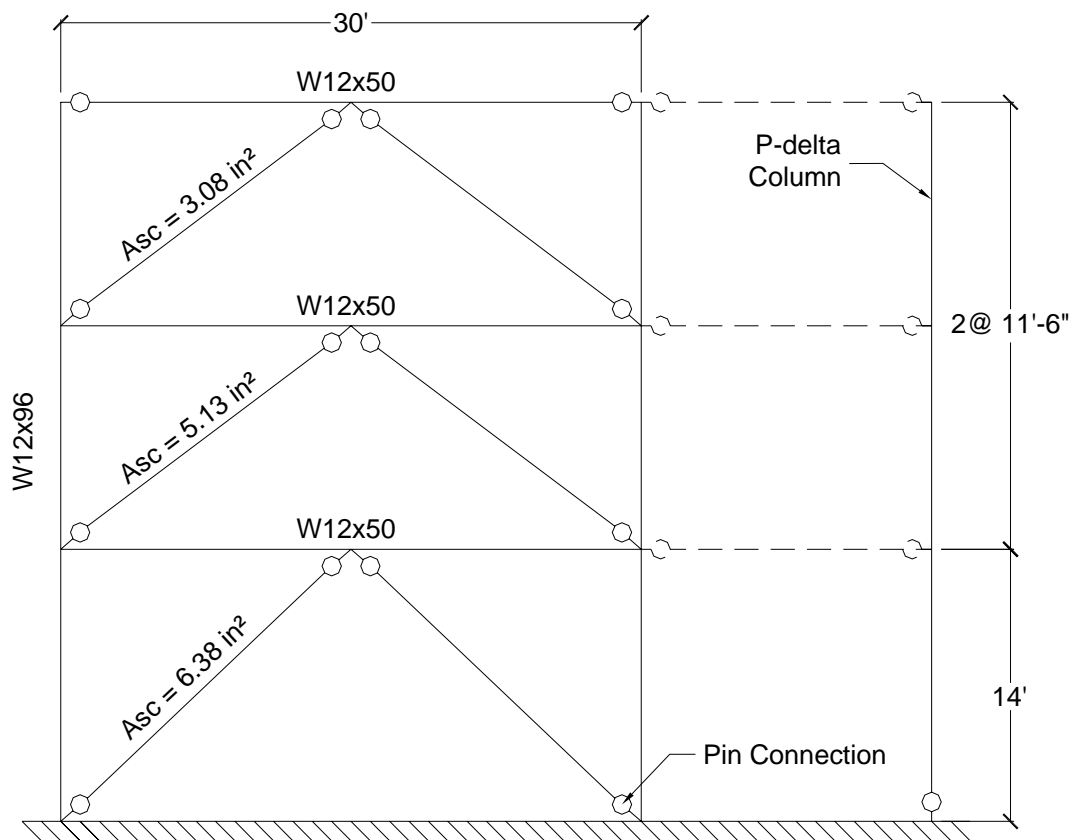 30'
W12x50
P-delta
Column
Asc = 3.08 in²
W12x50
2@ 11'-6"
Asc = 5.13 in²
W12x96
W12x50
Asc = 6.38 in²
14'
Pin Connection